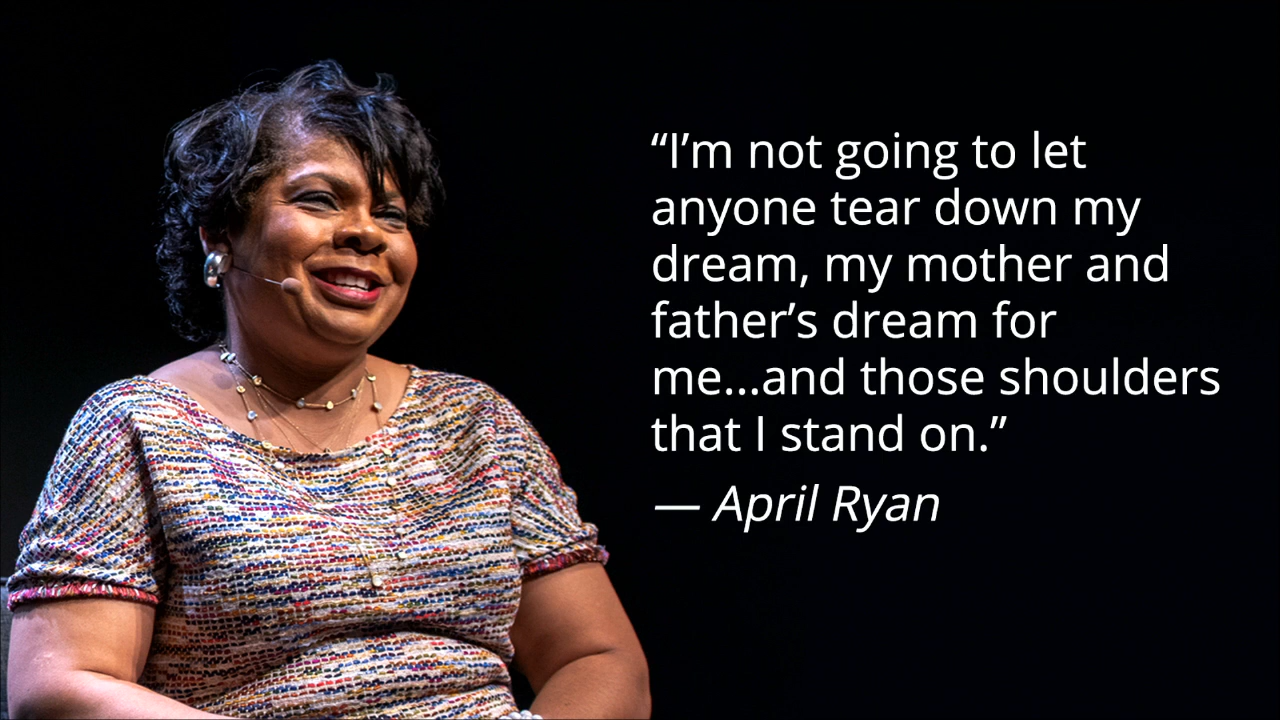 “I’m not going to let
anyone tear down my
dream, my mother and
father’s dream for
me...and those shoulders
that I stand on.”
— April Ryan